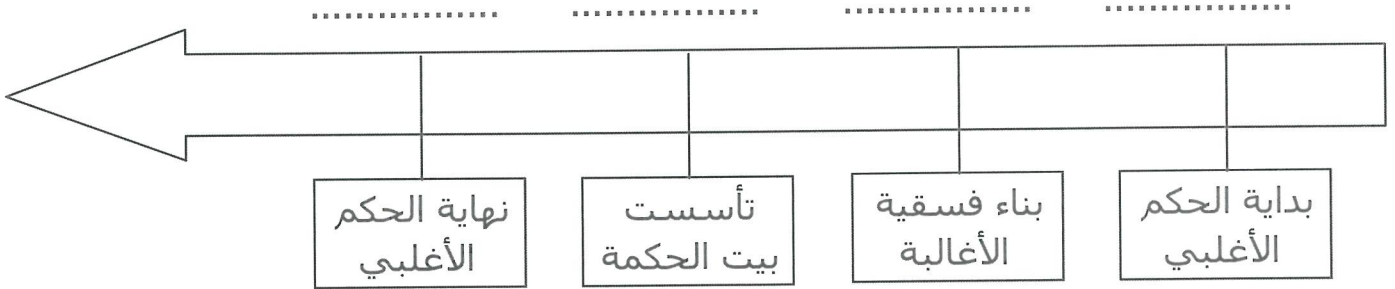 بداية الحكم
الأغلبي
بناء فسقية
الأغالبة
تأسست
بيت الحكمة
نهاية الحكم
الأغلبي